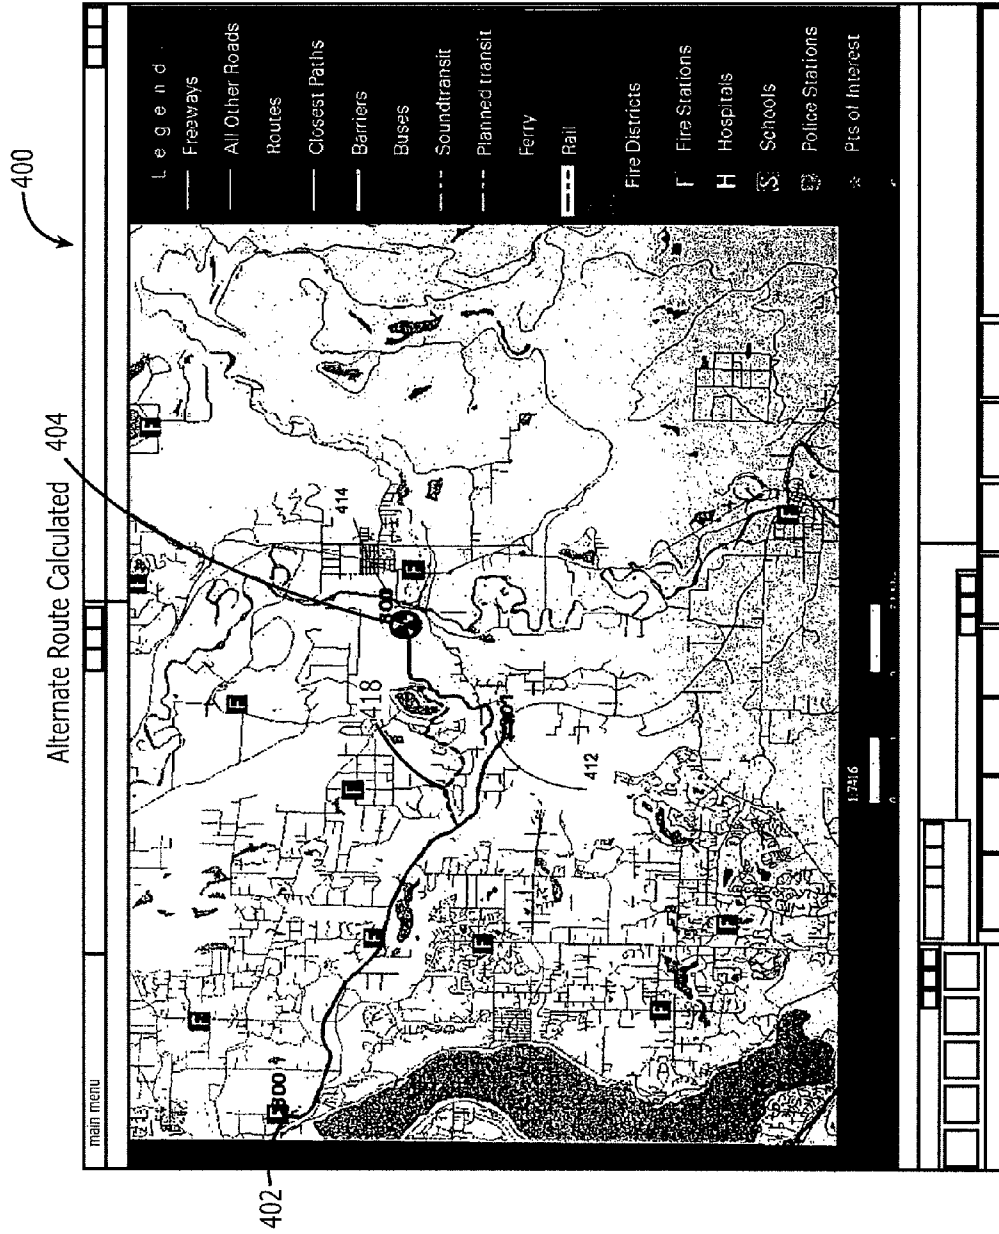 400
Alternate Route Calculated
404
main menu
402
414
418
412
Legend
Freeways
All Other Roads
Routes
Closest Paths
Barriers
Buses
Soundtransit
Planned transit
Ferry
Rail
Fire Districts
F Fire Stations
H Hospitals
S Schools
Police Stations
Pts of Interest
F
F
F
F
F
F
F
F
F